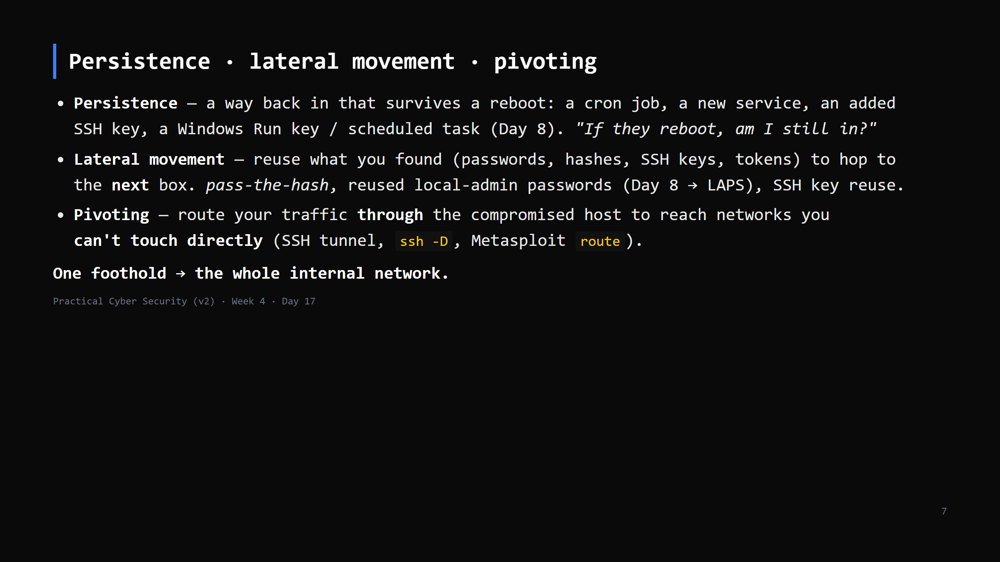 Persistence · lateral movement · pivoting
• Persistence — a way back in that survives a reboot: a cron job, a new service, an added
SSH key, a Windows Run key / scheduled task (Day 8). "If they reboot, am I still in?"
• Lateral movement — reuse what you found (passwords, hashes, SSH keys, tokens) to hop to
the next box. pass-the-hash, reused local-admin passwords (Day 8 → LAPS), SSH key reuse.
• Pivoting — route your traffic through the compromised host to reach networks you
can't touch directly (SSH tunnel, ssh -D, Metasploit route).
One foothold → the whole internal network.
Practical Cyber Security (v2) · Week 4 · Day 17
7